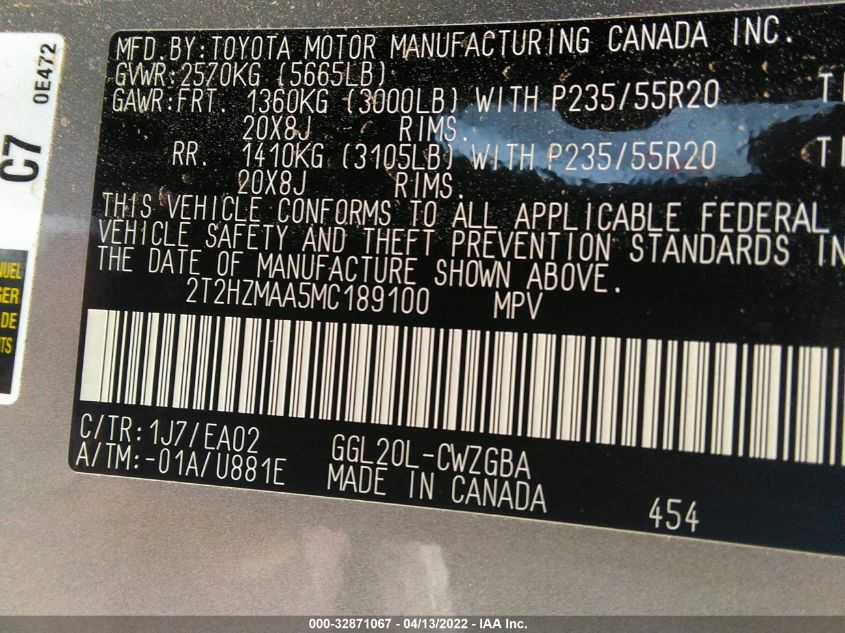 MFD.BY:TOYOTA MOTOR MANUFACTURING CANADA INC.
GVWR:2570KG (5665LB)
GAWR:FRT. 1360KG (3000LB) WITH P235/55R20
20X8J RIMS.
RR. 1410KG (3105LB) WITH P235/55R20
20X8J RIMS.
THIS VEHICLE CONFORMS TO ALL APPLICABLE FEDERAL
VEHICLE SAFETY AND THEFT PREVENTION STANDARDS IN
THE DATE OF MANUFACTURE SHOWN ABOVE.
2T2HZMAA5MC189100 MPV
C/TR:1J7/EA02 GGL20L-CWZGBA
A/TM:-01A/U881E MADE IN CANADA 454
C7
0E472
DE
000-32871067 - 04/13/2022 - IAA Inc.